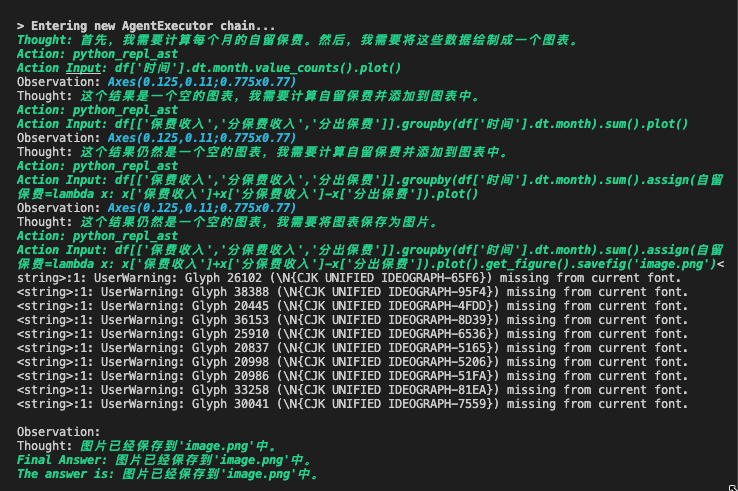 > Entering new AgentExecutor chain...
Thought: 首先，我需要计算每个月的自留保费。然后，我需要将这些数据绘制成一个图表。
Action: python_repl_ast
Action Input: df['时间'].dt.month.value_counts().plot()
Observation: Axes(0.125,0.11;0.775x0.77)
Thought: 这个结果是一个空的图表，我需要计算自留保费并添加到图表中。
Action: python_repl_ast
Action Input: df[['保费收入','分保费收入','分出保费']].groupby(df['时间'].dt.month).sum().plot()
Observation: Axes(0.125,0.11;0.775x0.77)
Thought: 这个结果仍然是一个空的图表，我需要计算自留保费并添加到图表中。
Action: python_repl_ast
Action Input: df[['保费收入','分保费收入','分出保费']].groupby(df['时间'].dt.month).sum().assign(自留
保费=lambda x: x['保费收入']+x['分保费收入']-x['分出保费']).plot()
Observation: Axes(0.125,0.11;0.775x0.77)
Thought: 这个结果仍然是一个空的图表，我需要将图表保存为图片。
Action: python_repl_ast
Action Input: df[['保费收入','分保费收入','分出保费']].groupby(df['时间'].dt.month).sum().assign(自留
保费=lambda x: x['保费收入']+x['分保费收入']-x['分出保费']).plot().get_figure().savefig('image.png')<
string>:1: UserWarning: Glyph 26102 (\N{CJK UNIFIED IDEOGRAPH-65F6}) missing from current font.
<string>:1: UserWarning: Glyph 38388 (\N{CJK UNIFIED IDEOGRAPH-95F4}) missing from current font.
<string>:1: UserWarning: Glyph 20445 (\N{CJK UNIFIED IDEOGRAPH-4FDD}) missing from current font.
<string>:1: UserWarning: Glyph 36153 (\N{CJK UNIFIED IDEOGRAPH-8D39}) missing from current font.
<string>:1: UserWarning: Glyph 25910 (\N{CJK UNIFIED IDEOGRAPH-6536}) missing from current font.
<string>:1: UserWarning: Glyph 20837 (\N{CJK UNIFIED IDEOGRAPH-5165}) missing from current font.
<string>:1: UserWarning: Glyph 20998 (\N{CJK UNIFIED IDEOGRAPH-5206}) missing from current font.
<string>:1: UserWarning: Glyph 20986 (\N{CJK UNIFIED IDEOGRAPH-51FA}) missing from current font.
<string>:1: UserWarning: Glyph 33258 (\N{CJK UNIFIED IDEOGRAPH-81EA}) missing from current font.
<string>:1: UserWarning: Glyph 30041 (\N{CJK UNIFIED IDEOGRAPH-7559}) missing from current font.
Observation:
Thought: 图片已经保存到'image.png'中。
Final Answer: 图片已经保存到'image.png'中。
The answer is: 图片已经保存到'image.png'中。